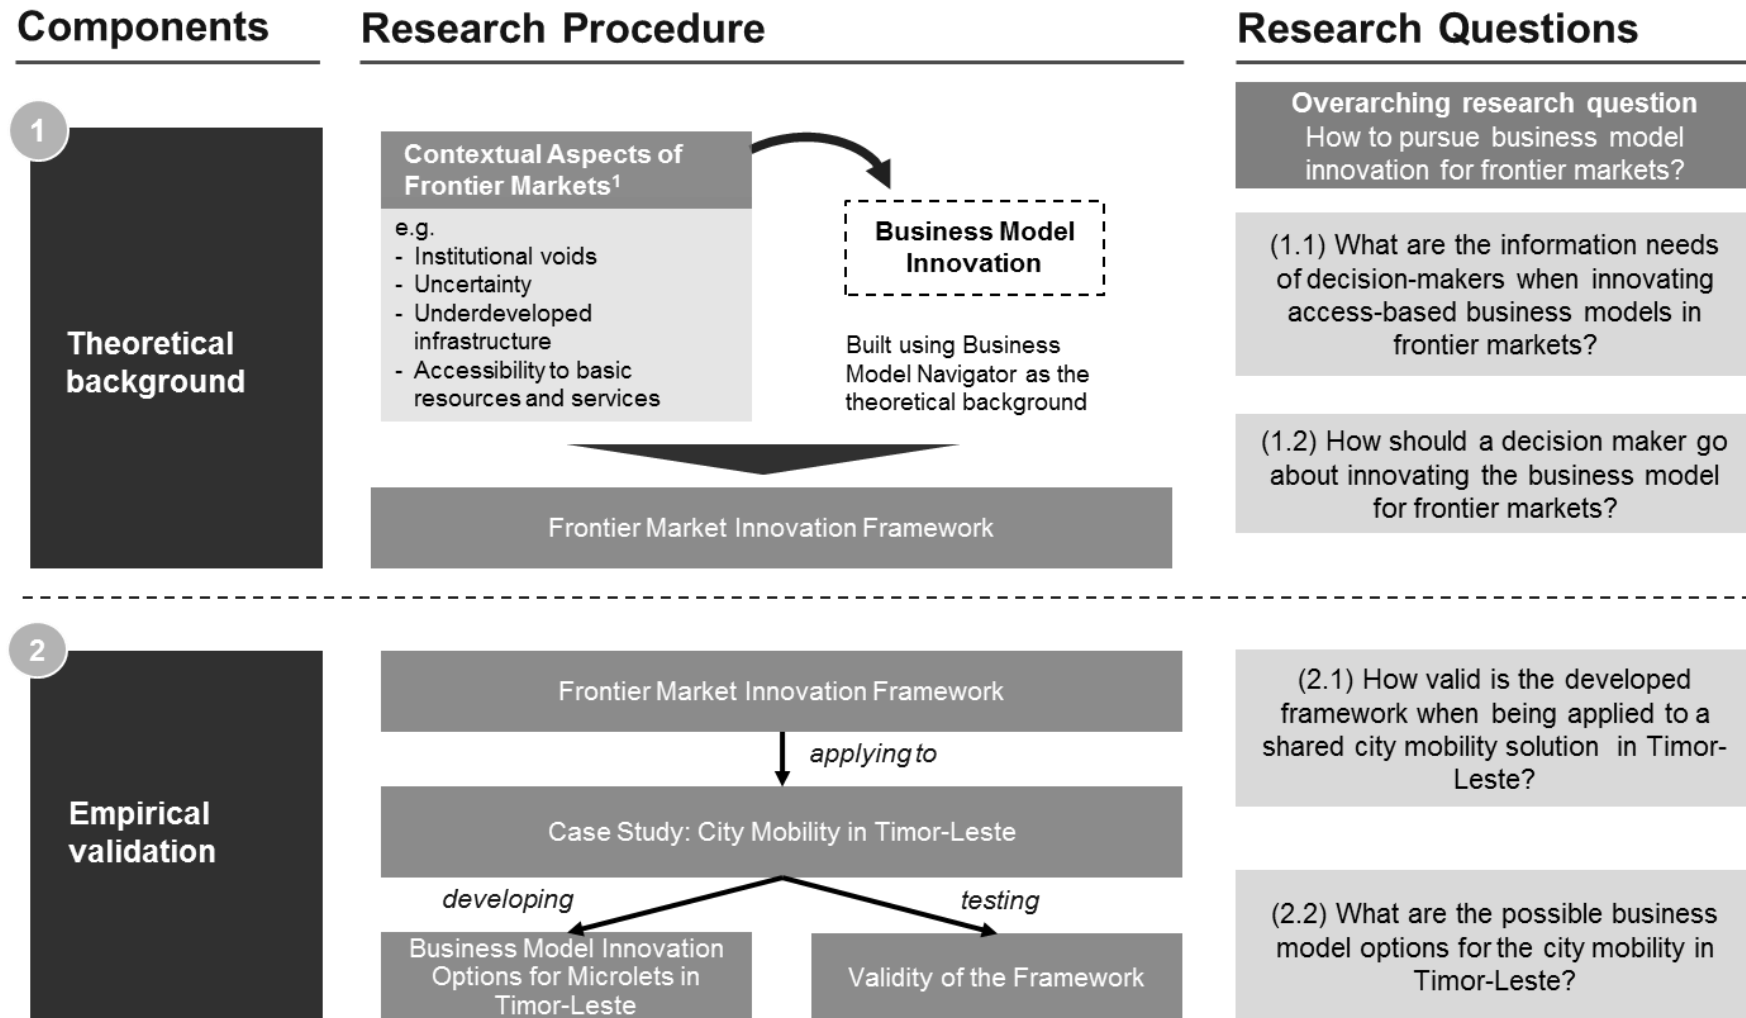 Components
Research Procedure
Research Questions
1
Theoretical
background
Contextual Aspects of
Frontier Markets¹
e.g.
- Institutional voids
- Uncertainty
- Underdeveloped
infrastructure
- Accessibility to basic
resources and services
Business Model
Innovation
Built using Business
Model Navigator as the
theoretical background
Frontier Market Innovation Framework
Overarching research question
How to pursue business model
innovation for frontier markets?
(1.1) What are the information needs
of decision-makers when innovating
access-based business models in
frontier markets?
(1.2) How should a decision maker go
about innovating the business model
for frontier markets?
2
Empirical
validation
Frontier Market Innovation Framework
applying to
Case Study: City Mobility in Timor-Leste
developing
testing
Business Model Innovation
Options for Microlets in
Timor-Leste
Validity of the Framework
(2.1) How valid is the developed
framework when being applied to a
shared city mobility solution in Timor-
Leste?
(2.2) What are the possible business
model options for the city mobility in
Timor-Leste?